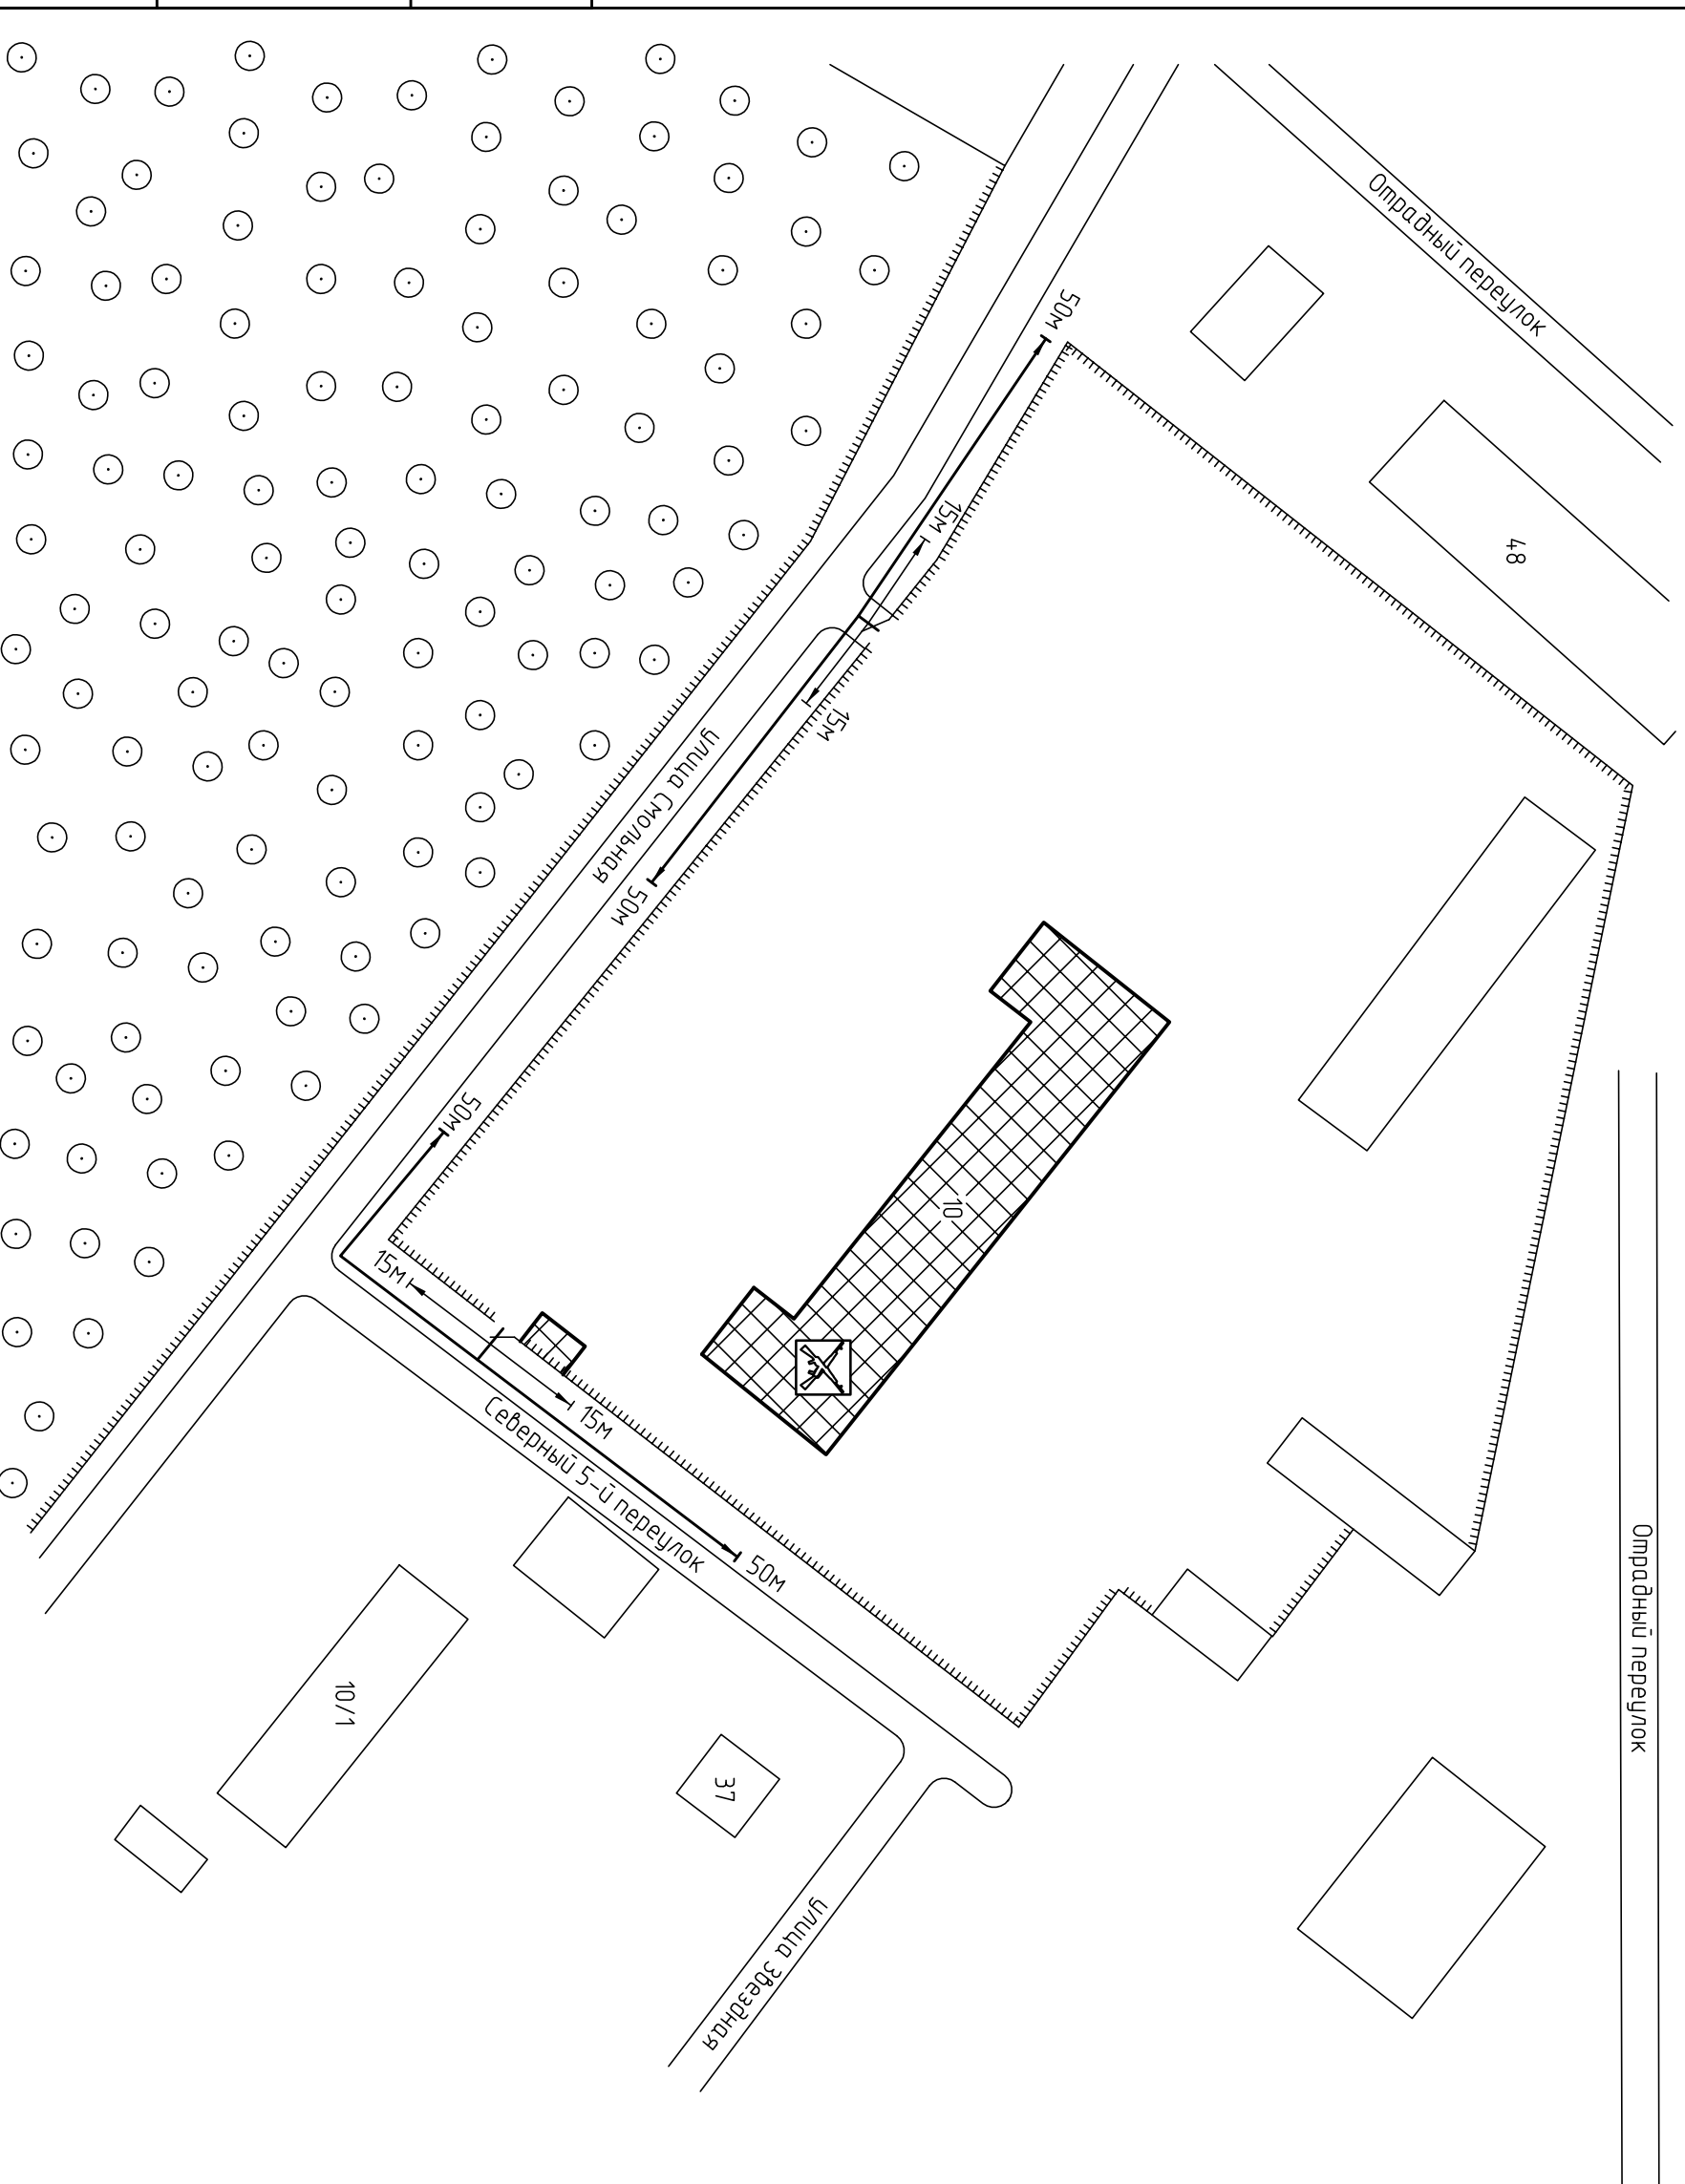 Отрадный переулок
50м
48
15м
15м
улица Смольная
50м
50м
10
15м
15м
Северный 5-й переулок
50м
Отрадный переулок
10/1
37
улица Звездная